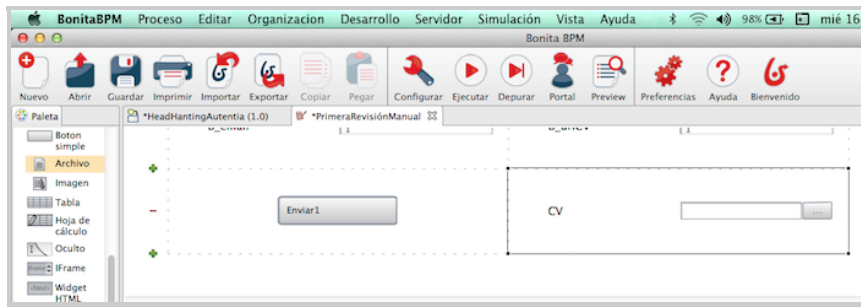 BonitaBPM Proceso Editar Organizacion Desarrollo Servidor Simulación Vista Ayuda 98% mié 16
Bonita BPM
Nuevo Abrir Guardar Imprimir Importar Exportar Copiar Pegar Configurar Ejecutar Depurar Portal Preview Preferencias Ayuda Bienvenido
Paleta *HeadHantingAutentia (1.0) *PrimeraRevisiónManual
Boton
simple
Archivo
Imagen
Tabla
Hoja de
cálculo
Oculto
IFrame
Widget
HTML
Enviar1
CV ...